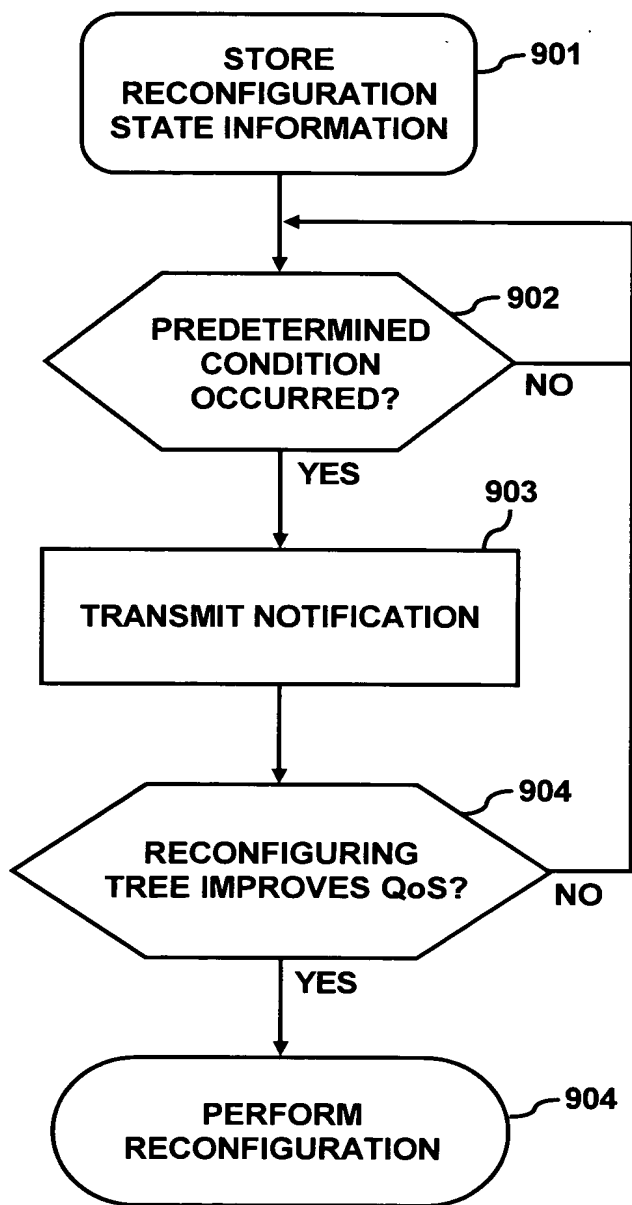 STORE
RECONFIGURATION
STATE INFORMATION
901
902
PREDETERMINED
CONDITION
OCCURRED?
NO
YES
903
TRANSMIT NOTIFICATION
904
RECONFIGURING
TREE IMPROVES QoS?
NO
YES
904
PERFORM
RECONFIGURATION